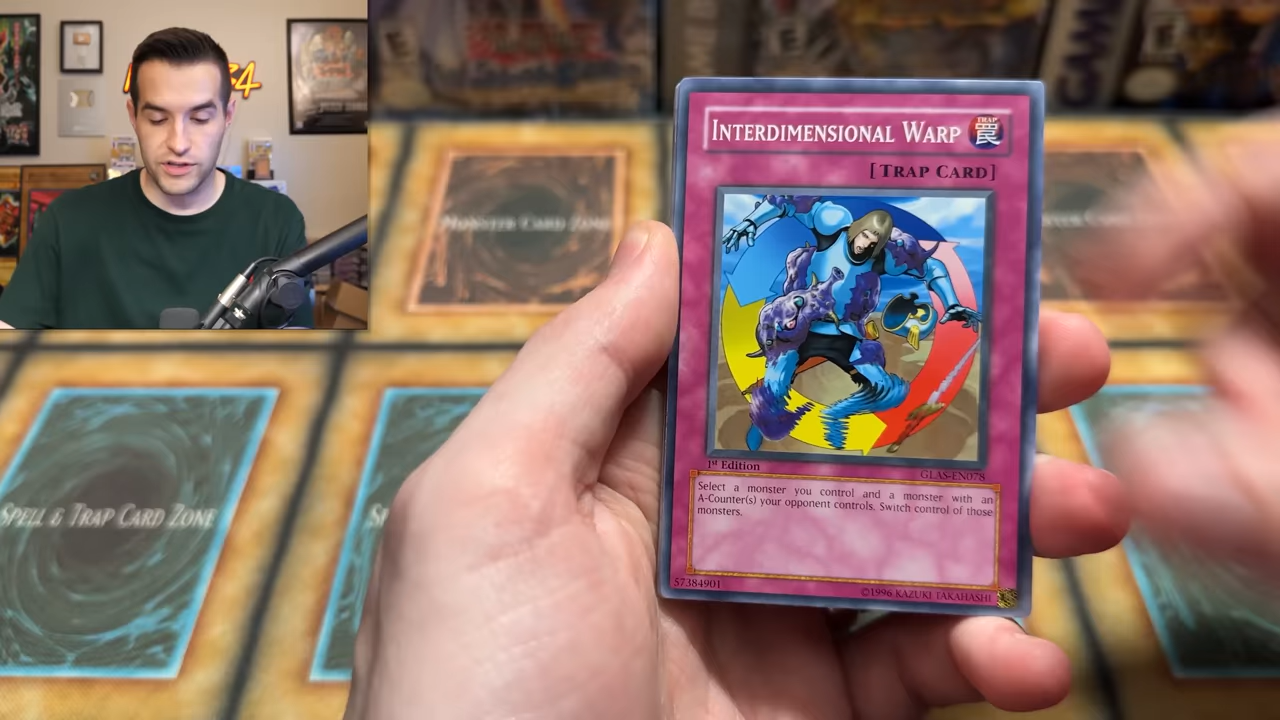 INTERDIMENSIONAL WARP
TRAP
罠
[TRAP CARD]
1st Edition
GLAS-EN078
Select a monster you control and a monster with an
A-Counter(s) your opponent controls. Switch control of those
monsters.
57384901
©1996 KAZUKI TAKAHASHI
MONSTER CARD ZONE
SPELL & TRAP CARD ZONE